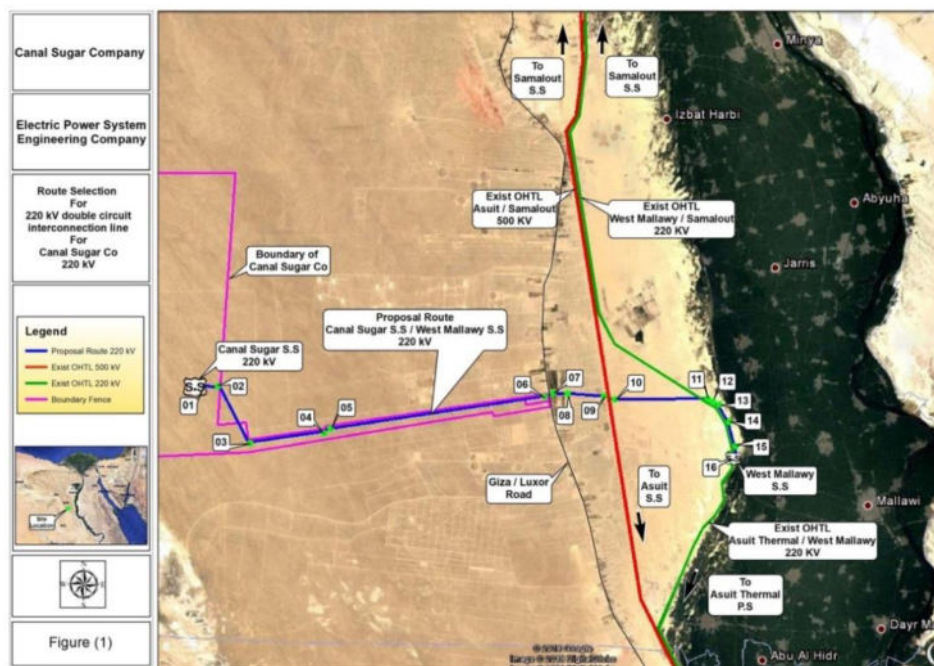 Canal Sugar Company
Electric Power System
Engineering Company
Route Selection
For
220 kV double circuit
interconnection line
For
Canal Sugar Co
220 kV
Legend
Proposal Route 220 kV
Exist OHTL 500 kV
Exist OHTL 220 kV
Boundary Fence
Site
Location
N
S
Figure (1)
To
Samalout
S.S
To
Samalout
S.S
Minya
Izbat Harbi
Exist OHTL
Asuit / Samalout
500 KV
Exist OHTL
West Mallawy / Samalout
220 KV
Abyuha
Jarris
Boundary of
Canal Sugar Co
Proposal Route
Canal Sugar S.S / West Mallawy S.S
220 kV
Canal Sugar S.S
220 kV
S.S
01
02
03
04
05
06
07
08
09
10
11
12
13
14
15
16
West Mallawy
S.S
Giza / Luxor
Road
To
Asuit
S.S
Mallawi
Exist OHTL
Asuit Thermal / West Mallawy
220 KV
To
Asuit Thermal
P.S
Dayr M
Abu Al Hidr